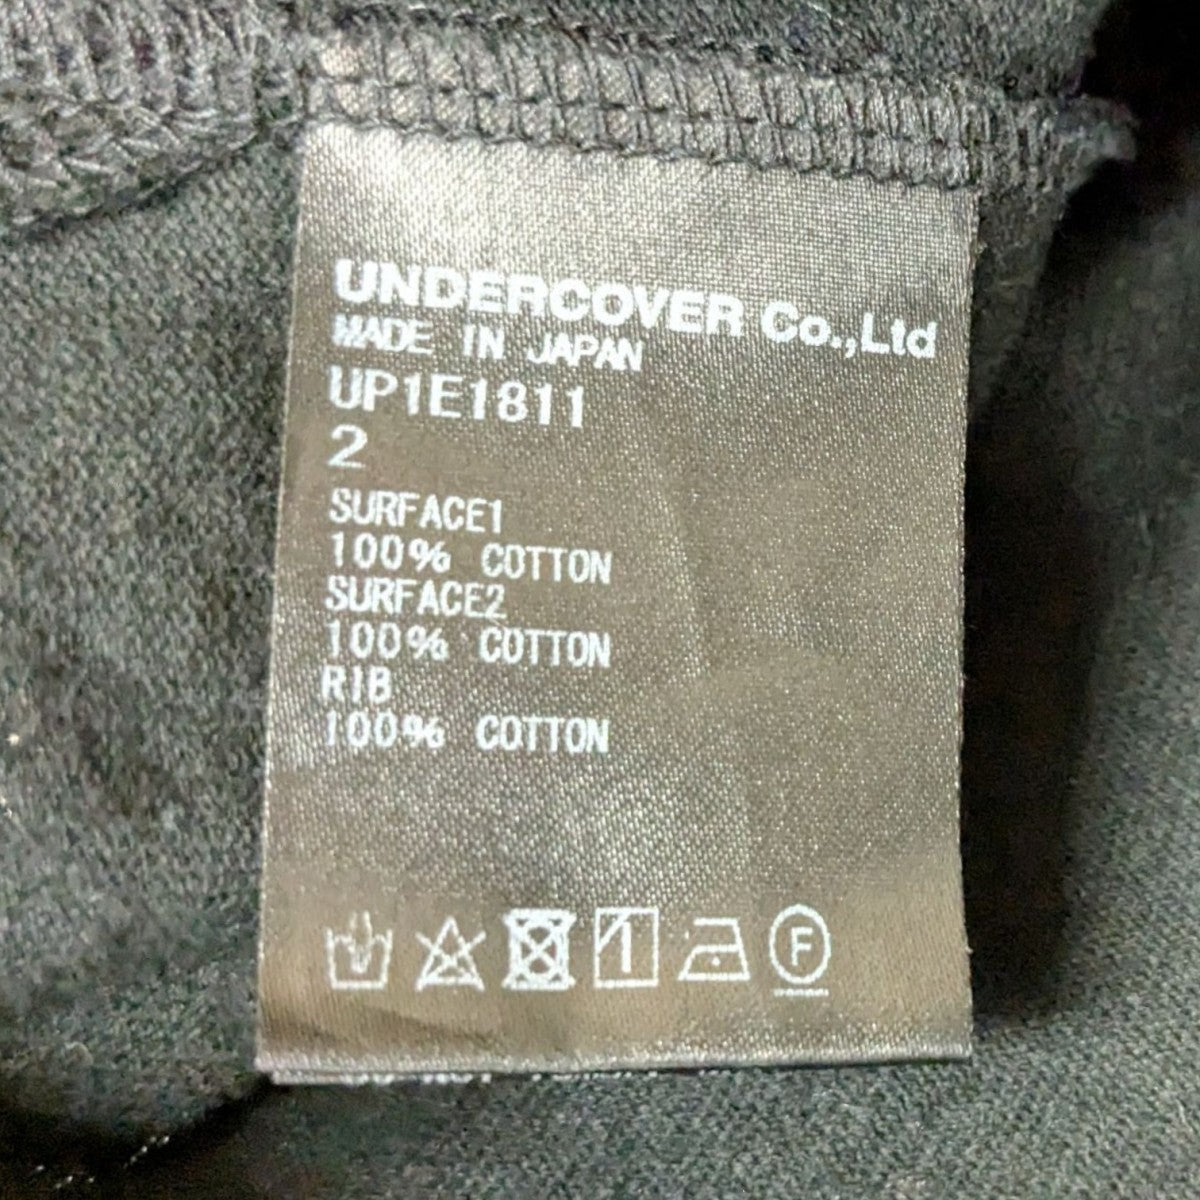 UNDERCOVER Co.,Ltd
MADE IN JAPAN
UP1E1811
2
SURFACE1
100% COTTON
SURFACE2
100% COTTON
RIB
100% COTTON
F